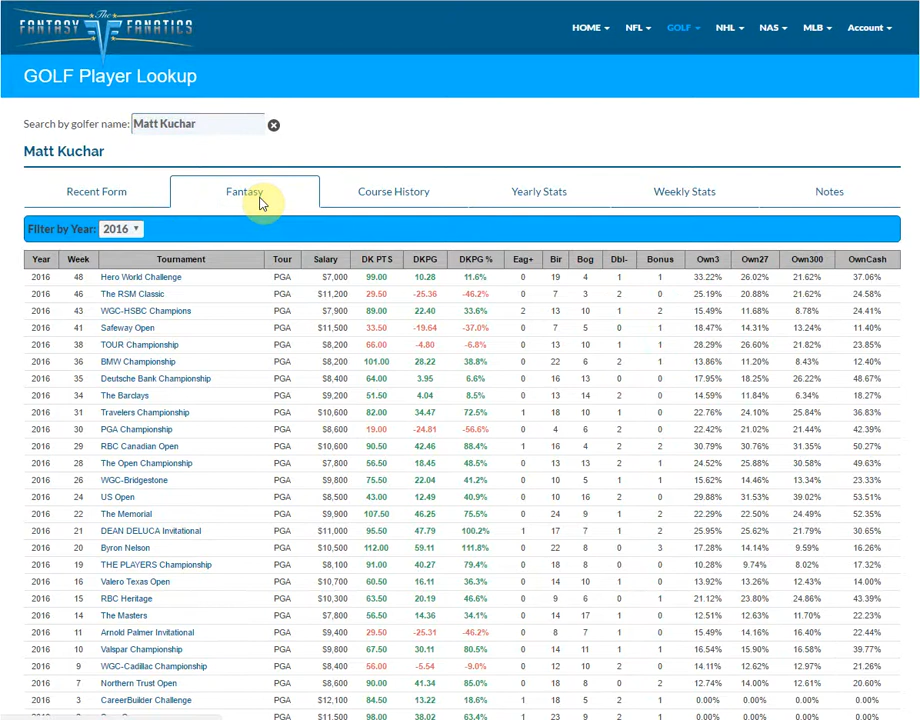 The
FANTASY FANATICS
HOME NFL GOLF NHL NAS MLB Account
GOLF Player Lookup
Search by golfer name: Matt Kuchar
Matt Kuchar
Recent Form Fantasy Course History Yearly Stats Weekly Stats Notes
Filter by Year: 2016
Year Week Tournament Tour Salary DK PTS DKPG DKPG % Eag+ Bir Bog Dbl- Bonus Own3 Own27 Own300 OwnCash
2016 48 Hero World Challenge PGA $7,000 99.00 10.28 11.6% 0 19 4 1 1 33.22% 26.02% 21.62% 37.06%
2016 46 The RSM Classic PGA $11,200 29.50 -25.36 -46.2% 0 7 3 2 0 25.19% 20.88% 21.62% 24.58%
2016 43 WGC-HSBC Champions PGA $7,900 89.00 22.40 33.6% 2 13 10 1 2 15.49% 11.68% 8.78% 24.41%
2016 41 Safeway Open PGA $11,500 33.50 -19.64 -37.0% 0 7 5 0 0 18.47% 14.31% 13.24% 11.40%
2016 38 TOUR Championship PGA $8,200 66.00 -4.80 -6.8% 0 13 10 1 1 28.29% 26.60% 21.82% 23.85%
2016 36 BMW Championship PGA $8,200 101.00 28.22 38.8% 0 22 6 2 1 13.86% 11.20% 8.43% 12.40%
2016 35 Deutsche Bank Championship PGA $8,400 64.00 3.95 6.6% 0 16 13 0 0 17.95% 18.25% 26.22% 48.67%
2016 34 The Barclays PGA $9,200 51.50 4.04 8.5% 0 13 14 2 0 14.59% 11.84% 6.34% 18.27%
2016 31 Travelers Championship PGA $10,600 82.00 34.47 72.5% 1 18 10 1 0 22.76% 24.10% 25.84% 36.83%
2016 30 PGA Championship PGA $8,600 19.00 -24.81 -56.6% 0 4 6 2 0 22.42% 21.02% 21.44% 42.39%
2016 29 RBC Canadian Open PGA $10,600 90.50 42.46 88.4% 1 16 4 2 2 30.79% 30.76% 31.35% 50.27%
2016 28 The Open Championship PGA $7,800 56.50 18.45 48.5% 0 13 13 2 1 24.52% 25.88% 30.58% 49.63%
2016 26 WGC-Bridgestone PGA $9,800 75.50 22.04 41.2% 0 10 5 1 1 15.62% 14.46% 13.34% 23.33%
2016 24 US Open PGA $8,500 43.00 12.49 40.9% 0 10 16 2 0 29.88% 31.53% 39.02% 53.51%
2016 22 The Memorial PGA $9,900 107.50 46.26 75.5% 0 24 9 1 2 22.29% 22.50% 24.49% 52.35%
2016 21 DEAN DELUCA Invitational PGA $11,000 95.50 47.79 100.2% 1 17 7 1 2 25.95% 25.62% 21.79% 30.65%
2016 20 Byron Nelson PGA $10,500 112.00 59.11 111.8% 0 22 8 0 3 17.28% 14.14% 9.59% 16.26%
2016 19 THE PLAYERS Championship PGA $8,100 91.00 40.27 79.4% 0 18 8 0 2 10.28% 9.74% 8.02% 17.32%
2016 16 Valero Texas Open PGA $10,700 60.50 16.11 36.3% 0 14 10 1 0 13.92% 13.26% 12.43% 14.00%
2016 15 RBC Heritage PGA $10,300 63.50 20.19 46.6% 0 9 6 0 1 21.12% 23.80% 24.86% 43.39%
2016 14 The Masters PGA $7,800 56.50 14.36 34.1% 0 14 17 0 0 12.51% 12.63% 11.70% 22.23%
2016 11 Arnold Palmer Invitational PGA $9,400 29.50 -25.31 -46.2% 0 8 7 1 0 15.49% 14.16% 16.40% 22.44%
2016 10 Valspar Championship PGA $9,800 67.50 30.11 80.5% 0 14 11 1 1 16.54% 15.90% 16.58% 39.77%
2016 9 WGC-Cadillac Championship PGA $8,400 56.00 -5.54 -9.0% 0 12 10 2 0 14.11% 12.62% 12.97% 21.26%
2016 7 Northern Trust Open PGA $8,600 90.00 41.34 85.0% 0 18 8 0 2 12.74% 14.00% 12.61% 20.60%
2016 3 CareerBuilder Challenge PGA $12,100 84.50 13.22 18.6% 1 18 5 2 1 0.00% 0.00% 0.00% 0.00%
$11,500 98.00 38.02 63.4% 1 23 9 0 2 0.00% 0.00% 0.00% 0.00%